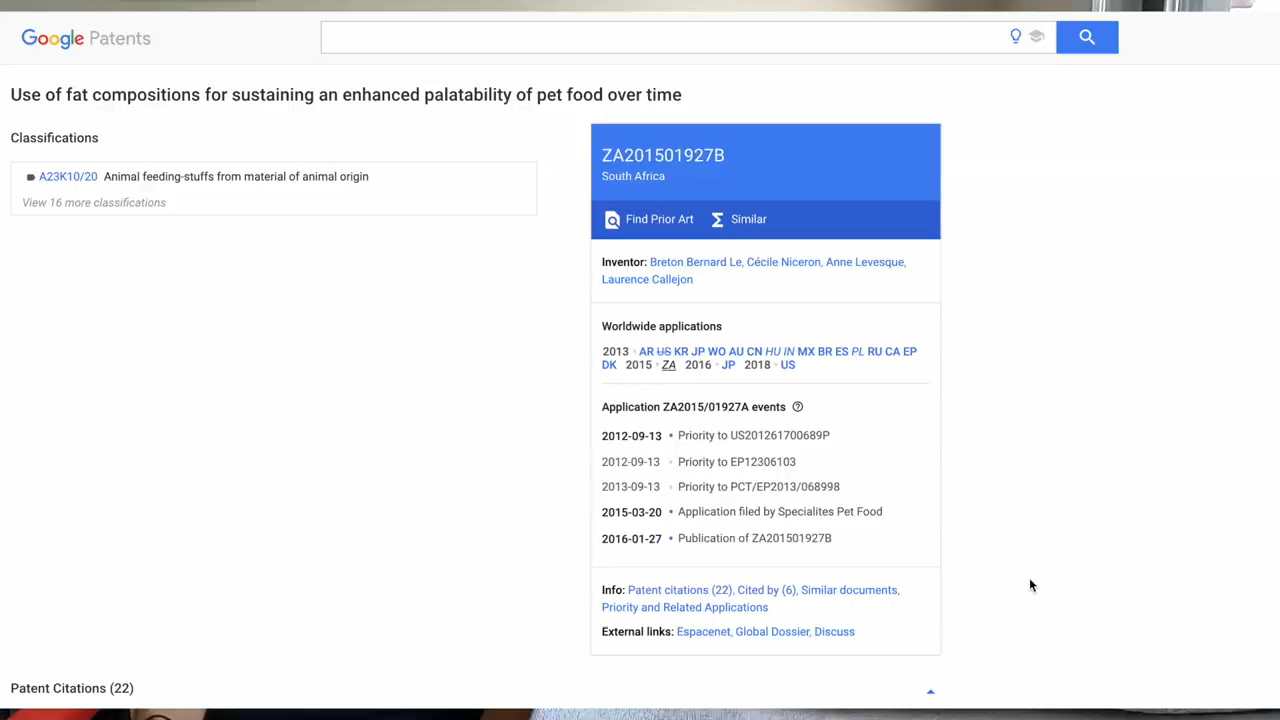 Google Patents
Use of fat compositions for sustaining an enhanced palatability of pet food over time
Classifications
A23K10/20 Animal feeding-stuffs from material of animal origin
View 16 more classifications
ZA201501927B
South Africa
Find Prior Art Similar
Inventor: Breton Bernard Le, Cécile Niceron, Anne Levesque,
Laurence Callejon
Worldwide applications
2013 · AR US KR JP WO AU CN HU IN MX BR ES PL RU CA EP
DK 2015 · ZA 2016 · JP 2018 · US
Application ZA2015/01927A events
2012-09-13 • Priority to US201261700689P
2012-09-13 • Priority to EP12306103
2013-09-13 • Priority to PCT/EP2013/068998
2015-03-20 • Application filed by Specialites Pet Food
2016-01-27 • Publication of ZA201501927B
Info: Patent citations (22), Cited by (6), Similar documents,
Priority and Related Applications
External links: Espacenet, Global Dossier, Discuss
Patent Citations (22)